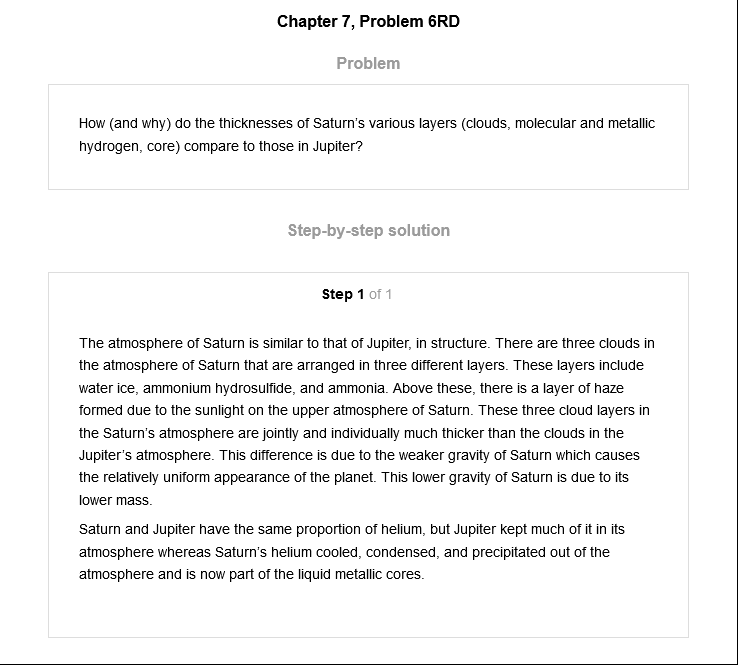 Chapter 7, Problem 6RD
Problem
How (and why) do the thicknesses of Saturn’s various layers (clouds, molecular and metallic
hydrogen, core) compare to those in Jupiter?
Step-by-step solution
Step 1 of 1
The atmosphere of Saturn is similar to that of Jupiter, in structure. There are three clouds in
the atmosphere of Saturn that are arranged in three different layers. These layers include
water ice, ammonium hydrosulfide, and ammonia. Above these, there is a layer of haze
formed due to the sunlight on the upper atmosphere of Saturn. These three cloud layers in
the Saturn’s atmosphere are jointly and individually much thicker than the clouds in the
Jupiter’s atmosphere. This difference is due to the weaker gravity of Saturn which causes
the relatively uniform appearance of the planet. This lower gravity of Saturn is due to its
lower mass.
Saturn and Jupiter have the same proportion of helium, but Jupiter kept much of it in its
atmosphere whereas Saturn’s helium cooled, condensed, and precipitated out of the
atmosphere and is now part of the liquid metallic cores.